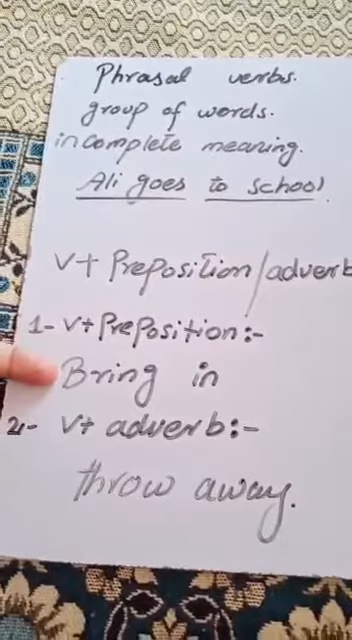 Phrasal verbs.
group of words.
incomplete meaning.
Ali goes to school.
V+ Preposition/adverb
1- V+ Preposition:-
Bring in
2- V+ adverb:-
throw away.